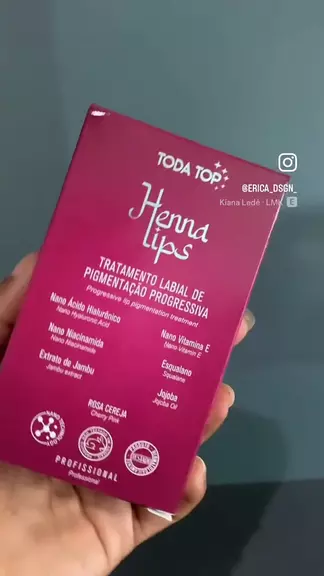 TODA TOP
@ERICA_DSGN_
Kiana Ledé · LMK E
Henna
lips
TRATAMENTO LABIAL DE
PIGMENTAÇÃO PROGRESSIVA
Progressive lip pigmentation treatment
Nano Ácido Hialurônico
Nano Hyaluronic Acid
Nano Vitamina E
Nano Vitamin E
Nano Niacinamida
Nano Niacinamide
Esqualano
Squalane
Extrato de Jambu
Jambu extract
Jojoba
Jojoba Oil
ROSA CEREJA
Cherry Pink
PROFISSIONAL
Professional